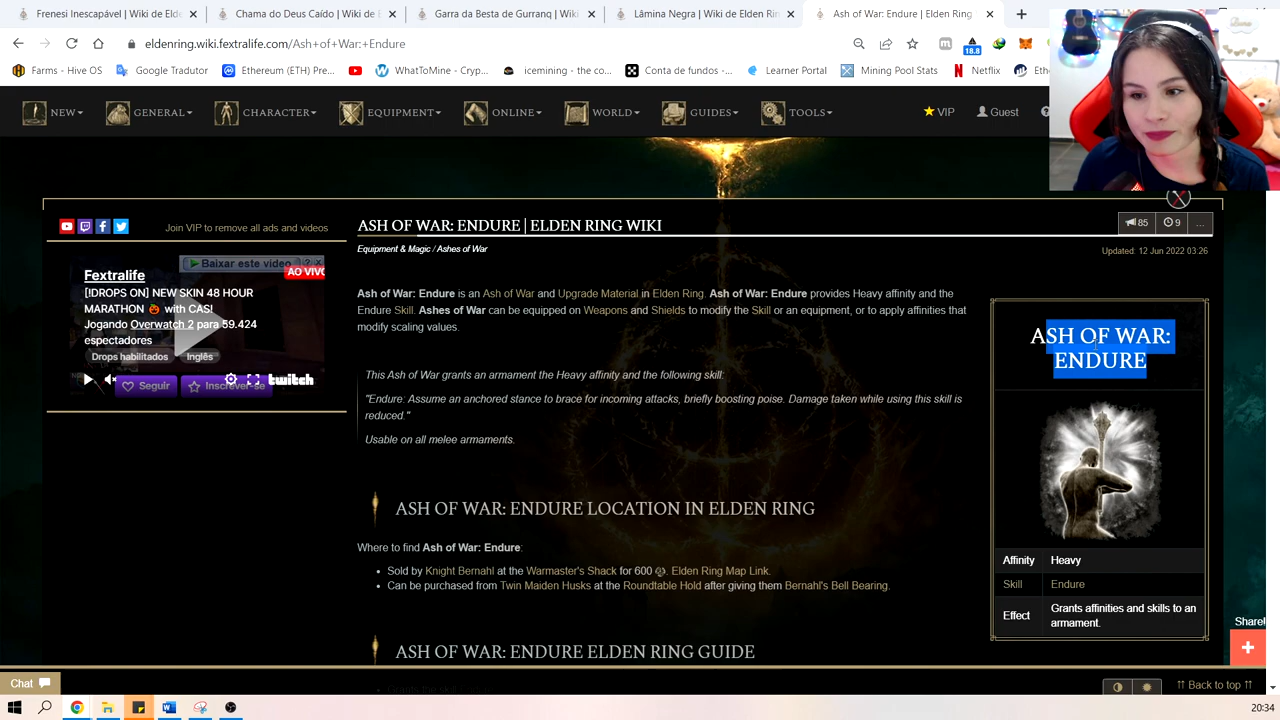 Frenesi Inescapável | Wiki de Elde
Chama do Deus Caído | Wiki de E
Garra da Besta de Gurranq | Wiki
Lâmina Negra | Wiki de Elden Rin
Ash of War: Endure | Elden Ring
eldenring.wiki.fextralife.com/Ash+of+War:+Endure
18.8
Farms - Hive OS
Google Tradutor
Ethereum (ETH) Pre...
WhatToMine - Cryp...
icemining - the co...
Conta de fundos -...
Learner Portal
Mining Pool Stats
Netflix
Eth
NEW
GENERAL
CHARACTER
EQUIPMENT
ONLINE
WORLD
GUIDES
TOOLS
VIP
Guest
Join VIP to remove all ads and videos
ASH OF WAR: ENDURE | ELDEN RING WIKI
85
9
...
Equipment & Magic / Ashes of War
Updated: 12 Jun 2022 03:26
Baixar este vídeo
? X
AO VIVO
Fextralife
[!DROPS ON] NEW SKIN 48 HOUR
MARATHON 🎃 with CAS!
Jogando Overwatch 2 para 59.424
espectadores
Drops habilitados
Inglês
twitch
Seguir
Inscrever-se
Ash of War: Endure is an Ash of War and Upgrade Material in Elden Ring. Ash of War: Endure provides Heavy affinity and the
Endure Skill. Ashes of War can be equipped on Weapons and Shields to modify the Skill or an equipment, or to apply affinities that
modify scaling values.
This Ash of War grants an armament the Heavy affinity and the following skill:
"Endure: Assume an anchored stance to brace for incoming attacks, briefly boosting poise. Damage taken while using this skill is
reduced."
Usable on all melee armaments.
ASH OF WAR: ENDURE LOCATION IN ELDEN RING
Where to find Ash of War: Endure:
Sold by Knight Bernahl at the Warmaster's Shack for 600 . Elden Ring Map Link.
Can be purchased from Twin Maiden Husks at the Roundtable Hold after giving them Bernahl's Bell Bearing.
ASH OF WAR: ENDURE ELDEN RING GUIDE
ASH OF WAR:
ENDURE
Affinity Heavy
Skill Endure
Effect Grants affinities and skills to an
armament.
Share!
Chat
Back to top
20:34